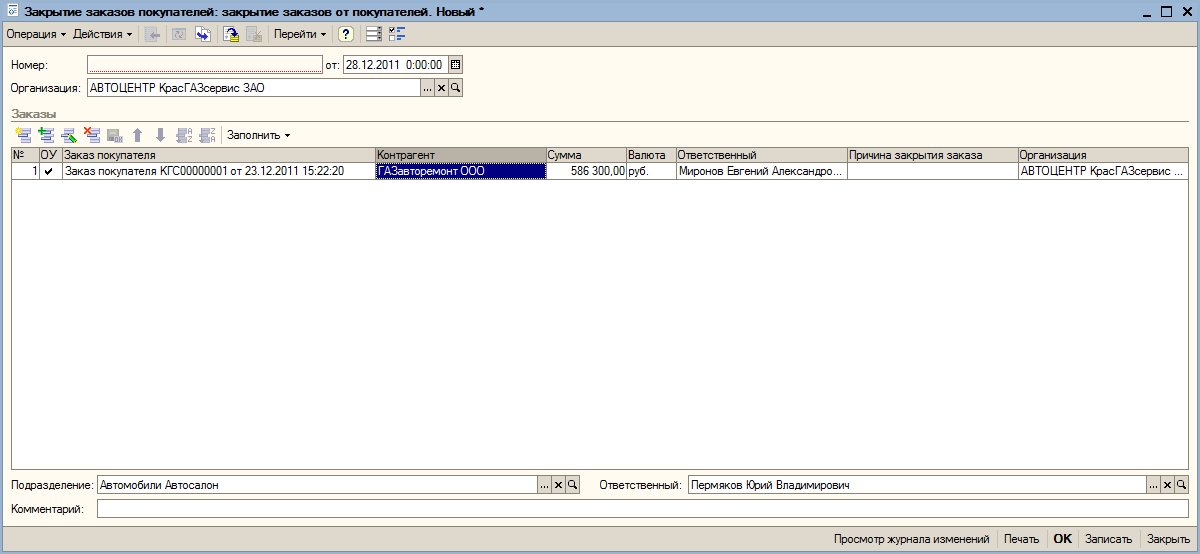 Закрытие заказов покупателей: закрытие заказов от покупателей. Новый *
Операция Действия Перейти
Номер: от: 28.12.2011 0:00:00
Организация: АВТОЦЕНТР КрасГАЗсервис ЗАО
Заказы
Заполнить
№ ОУ Заказ покупателя Контрагент Сумма Валюта Ответственный Причина закрытия заказа Организация
1 Заказ покупателя КГС00000001 от 23.12.2011 15:22:20 ГАЗавторемонт ООО 586 300,00 руб. Миронов Евгений Александро... АВТОЦЕНТР КрасГАЗсервис ...
Подразделение: Автомобили Автосалон Ответственный: Пермяков Юрий Владимирович
Комментарий:
Просмотр журнала изменений Печать OK Записать Закрыть